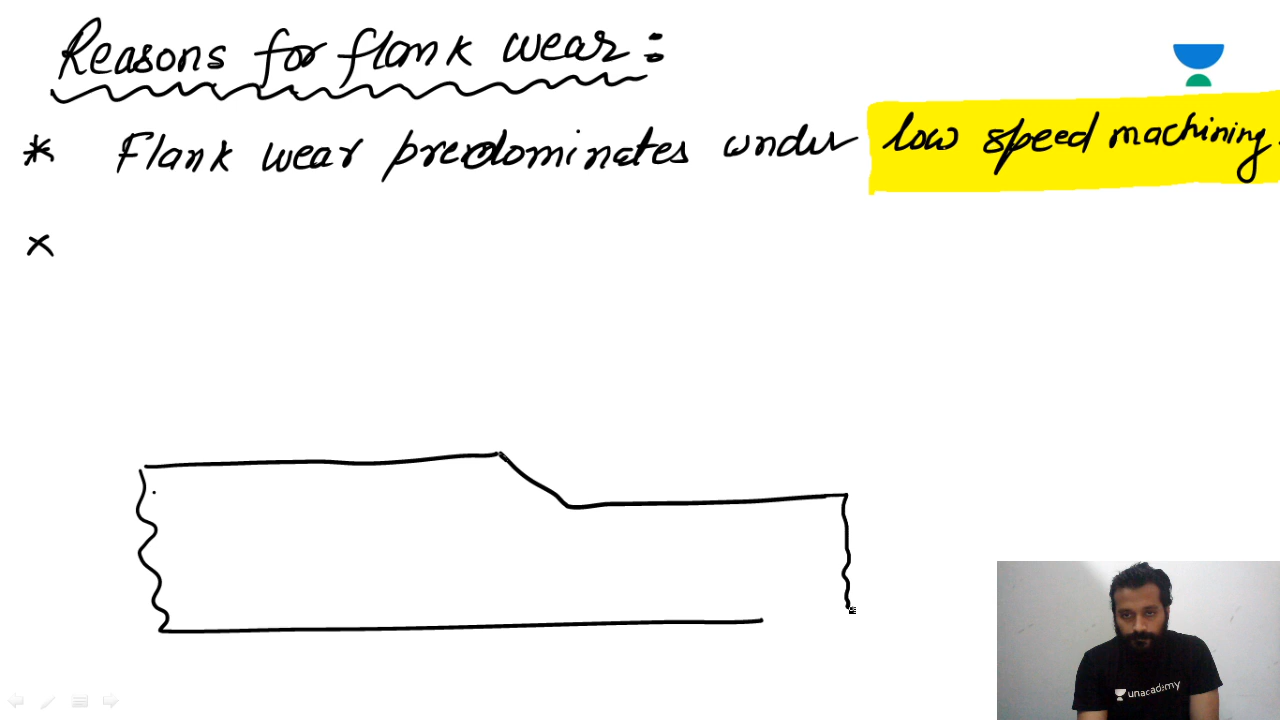 Reasons for flank wear:
* Flank wear predominates under low speed machining.
*
unacademy